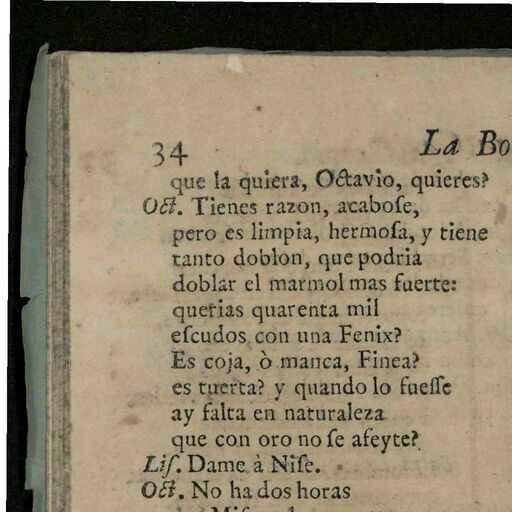 34 La Bo
que la quiera, Octavio, quieres?
Oct. Tienes razon, acaboſe,
pero es limpia, hermoſa, y tiene
tanto doblon, que podria
doblar el marmol mas fuerte:
querias quarenta mil
eſcudos con una Fenix?
Es coja, ò manca, Finea?
es tuerta? y quando lo fueſſe
ay falta en naturaleza
que con oro no ſe afeyte?
Liſ. Dame à Niſe.
Oct. No ha dos horas